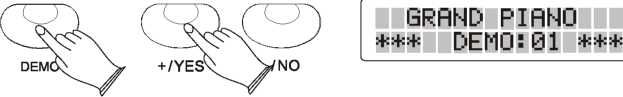 DEMO
+/YES
/NO
GRAND PIANO
*** DEMO:01 ***